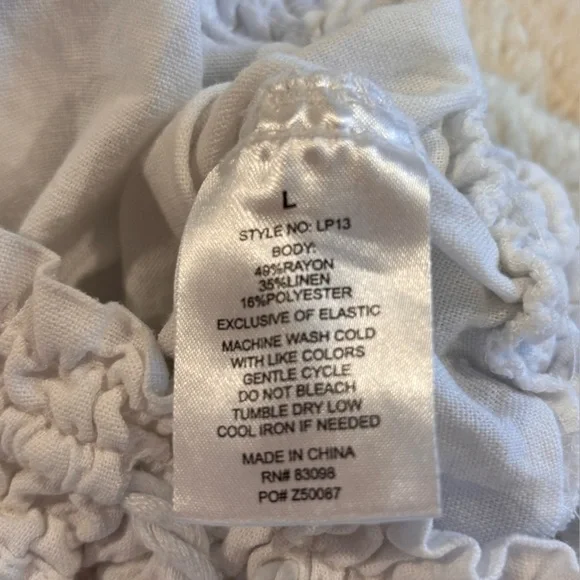 L
STYLE NO: LP13
BODY:
49%RAYON
35%LINEN
16%POLYESTER
EXCLUSIVE OF ELASTIC
MACHINE WASH COLD
WITH LIKE COLORS
GENTLE CYCLE
DO NOT BLEACH
TUMBLE DRY LOW
COOL IRON IF NEEDED
MADE IN CHINA
RN# 83098
PO# Z50087